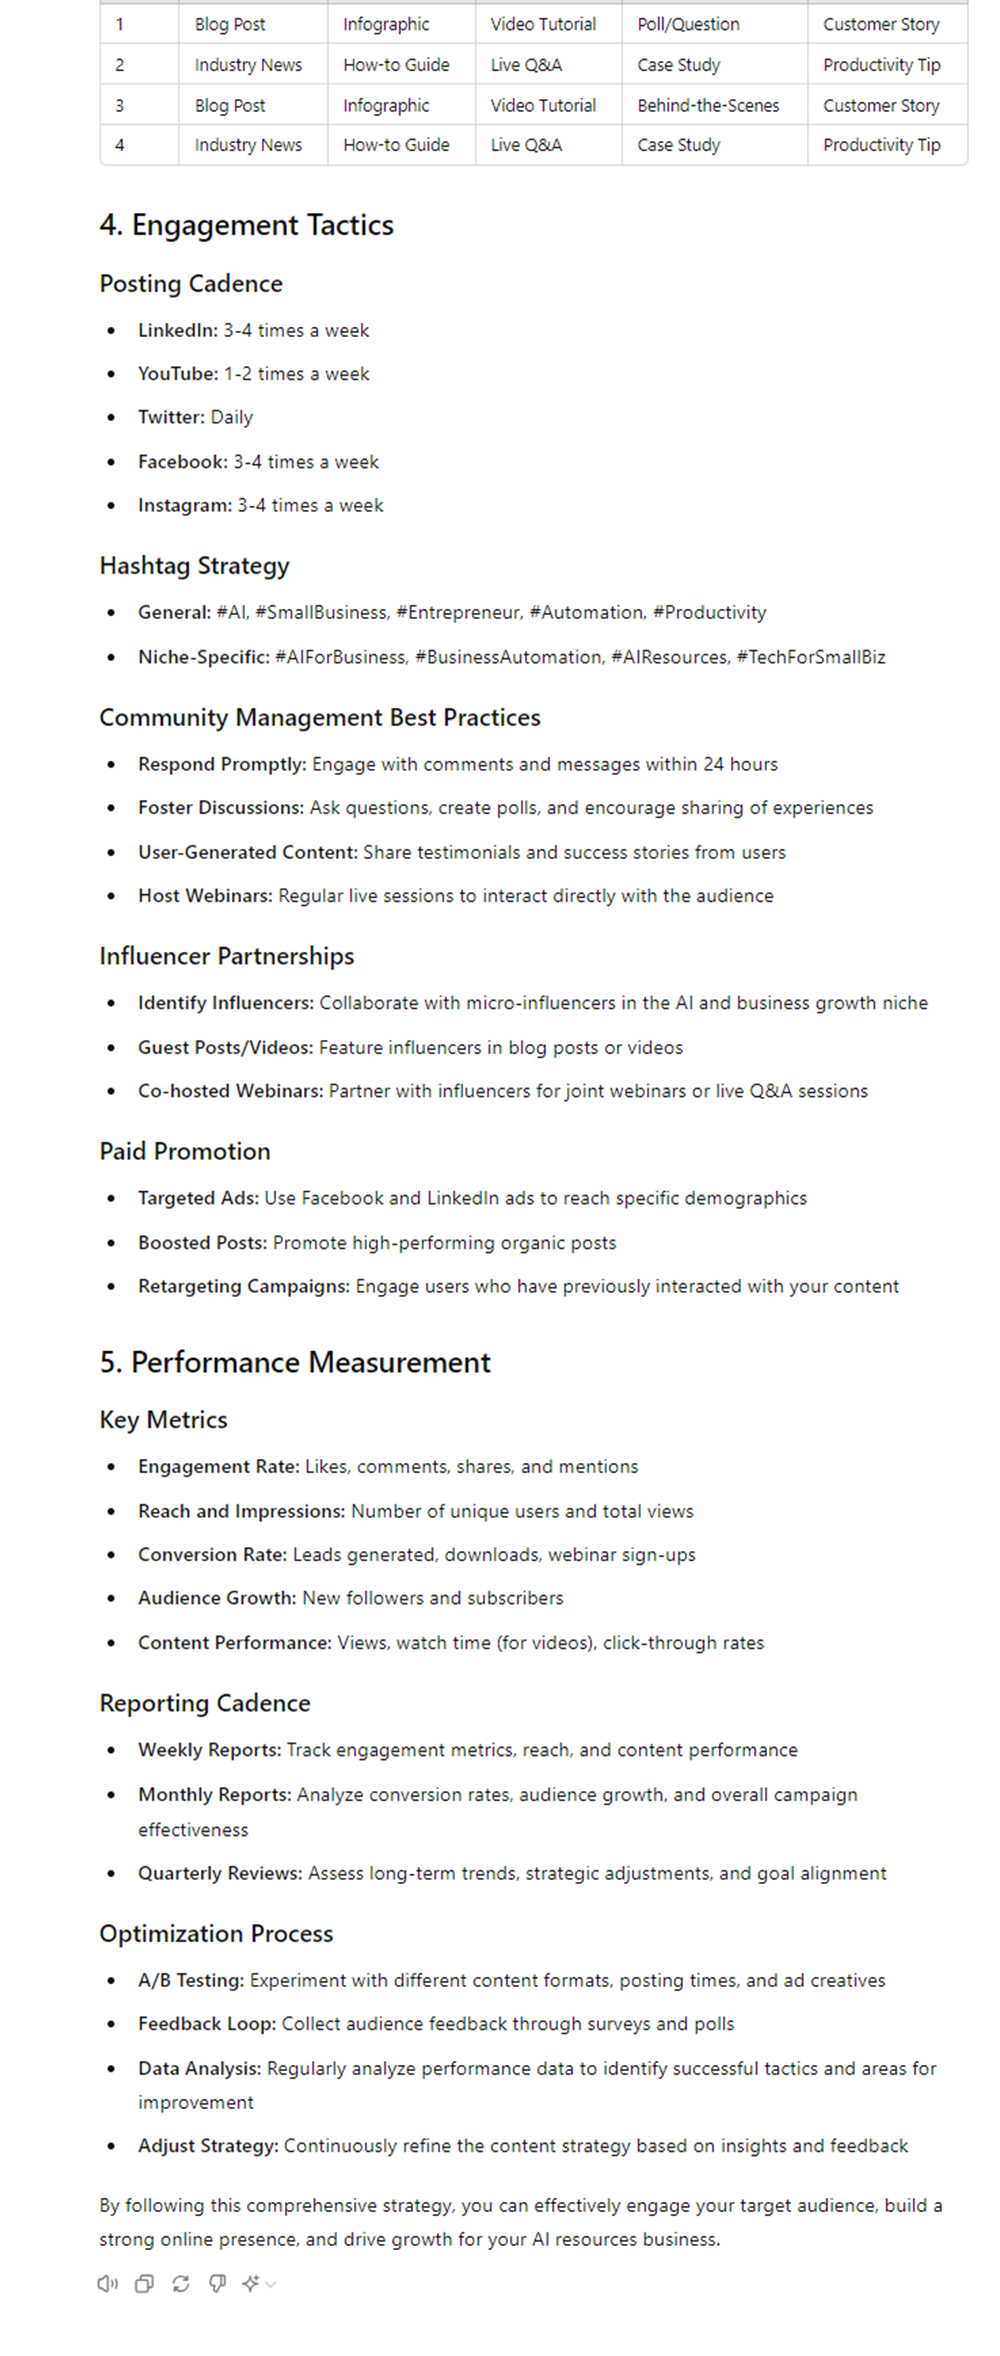 1 Blog Post Infographic Video Tutorial Poll/Question Customer Story
2 Industry News How-to Guide Live Q&A Case Study Productivity Tip
3 Blog Post Infographic Video Tutorial Behind-the-Scenes Customer Story
4 Industry News How-to Guide Live Q&A Case Study Productivity Tip
4. Engagement Tactics
Posting Cadence
• LinkedIn: 3-4 times a week
• YouTube: 1-2 times a week
• Twitter: Daily
• Facebook: 3-4 times a week
• Instagram: 3-4 times a week
Hashtag Strategy
• General: #AI, #SmallBusiness, #Entrepreneur, #Automation, #Productivity
• Niche-Specific: #AIForBusiness, #BusinessAutomation, #AIResources, #TechForSmallBiz
Community Management Best Practices
• Respond Promptly: Engage with comments and messages within 24 hours
• Foster Discussions: Ask questions, create polls, and encourage sharing of experiences
• User-Generated Content: Share testimonials and success stories from users
• Host Webinars: Regular live sessions to interact directly with the audience
Influencer Partnerships
• Identify Influencers: Collaborate with micro-influencers in the AI and business growth niche
• Guest Posts/Videos: Feature influencers in blog posts or videos
• Co-hosted Webinars: Partner with influencers for joint webinars or live Q&A sessions
Paid Promotion
• Targeted Ads: Use Facebook and LinkedIn ads to reach specific demographics
• Boosted Posts: Promote high-performing organic posts
• Retargeting Campaigns: Engage users who have previously interacted with your content
5. Performance Measurement
Key Metrics
• Engagement Rate: Likes, comments, shares, and mentions
• Reach and Impressions: Number of unique users and total views
• Conversion Rate: Leads generated, downloads, webinar sign-ups
• Audience Growth: New followers and subscribers
• Content Performance: Views, watch time (for videos), click-through rates
Reporting Cadence
• Weekly Reports: Track engagement metrics, reach, and content performance
• Monthly Reports: Analyze conversion rates, audience growth, and overall campaign
effectiveness
• Quarterly Reviews: Assess long-term trends, strategic adjustments, and goal alignment
Optimization Process
• A/B Testing: Experiment with different content formats, posting times, and ad creatives
• Feedback Loop: Collect audience feedback through surveys and polls
• Data Analysis: Regularly analyze performance data to identify successful tactics and areas for
improvement
• Adjust Strategy: Continuously refine the content strategy based on insights and feedback
By following this comprehensive strategy, you can effectively engage your target audience, build a
strong online presence, and drive growth for your AI resources business.